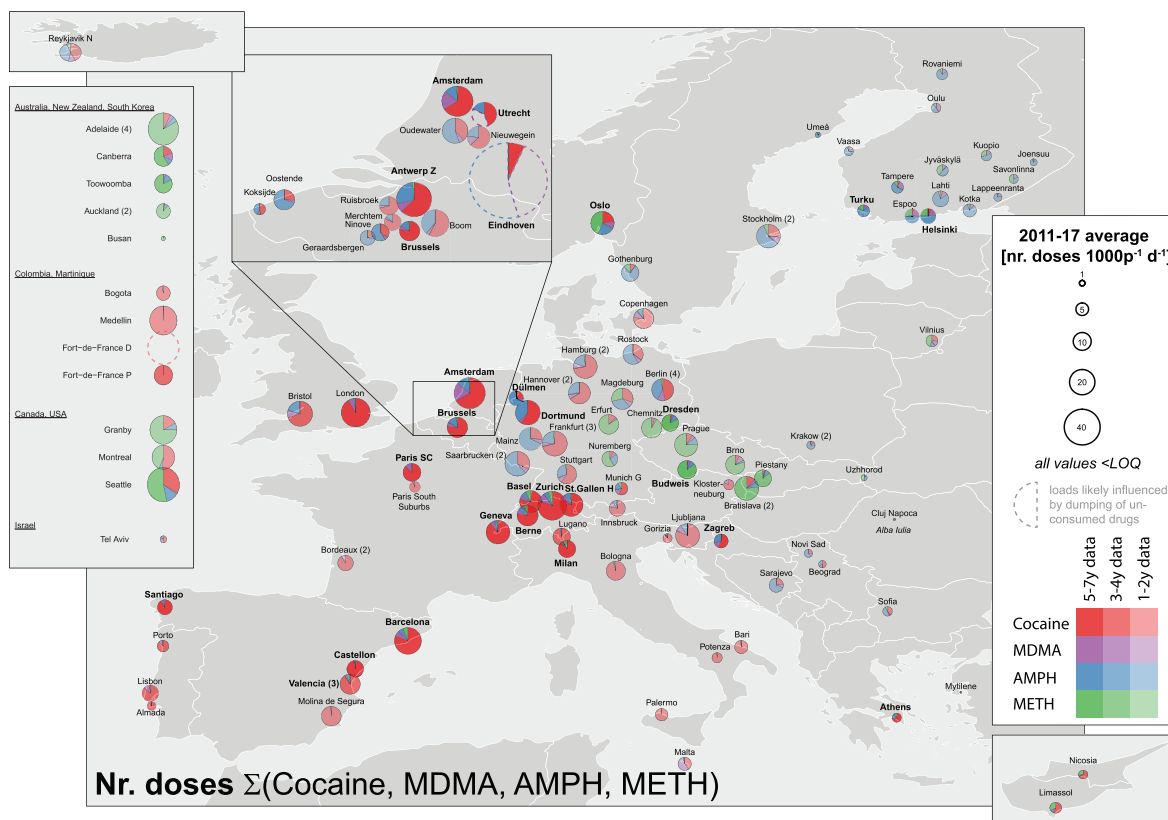 Reykjavik N
Australia, New Zealand, South Korea
Adelaide (4)
Canberra
Toowoomba
Auckland (2)
Busan
Colombia, Martinique
Bogota
Medellin
Fort−de−France D
Fort−de−France P
Canada, USA
Granby
Montreal
Seattle
Israel
Tel Aviv
Amsterdam
Utrecht
Oudewater
Nieuwegein
Antwerp Z
Oostende
Koksijde
Ruisbroek
Merchtem
Ninove
Geraardsbergen
Boom
Brussels
Eindhoven
Rovaniemi
Oulu
Umeå
Vaasa
Kuopio
Joensuu
Jyväskylä
Savonlinna
Tampere
Lahti
Lappeenranta
Turku
Espoo
Kotka
Helsinki
Oslo
Stockholm (2)
Gothenburg
Copenhagen
Vilnius
Rostock
Hamburg (2)
Hannover (2)
Magdeburg
Berlin (4)
Amsterdam
Dülmen
Bristol
London
Brussels
Dortmund
Erfurt
Chemnitz
Dresden
Frankfurt (3)
Mainz
Prague
Krakow (2)
Saarbrucken (2)
Nuremberg
Brno
Piestany
Uzhhorod
Paris SC
Stuttgart
Paris South
Suburbs
Munich G
Budweis
Kloster-
neuburg
Bratislava (2)
Basel
Zurich
St.Gallen H
Geneva
Berne
Lugano
Innsbruck
Gorizia
Ljubljana
Zagreb
Cluj Napoca
Alba Iulia
Milan
Bordeaux (2)
Bologna
Novi Sad
Beograd
Sarajevo
Sofia
Santiago
Porto
Barcelona
Castellon
Valencia (3)
Molina de Segura
Lisbon
Almada
Bari
Potenza
Palermo
Malta
Athens
Mytilene
Nicosia
Limassol
2011-17 average
[nr. doses 1000p-1 d-1]
1
5
10
20
40
all values <LOQ
loads likely influenced
by dumping of un-
consumed drugs
5-7y data
3-4y data
1-2y data
Cocaine
MDMA
AMPH
METH
Nr. doses Σ(Cocaine, MDMA, AMPH, METH)